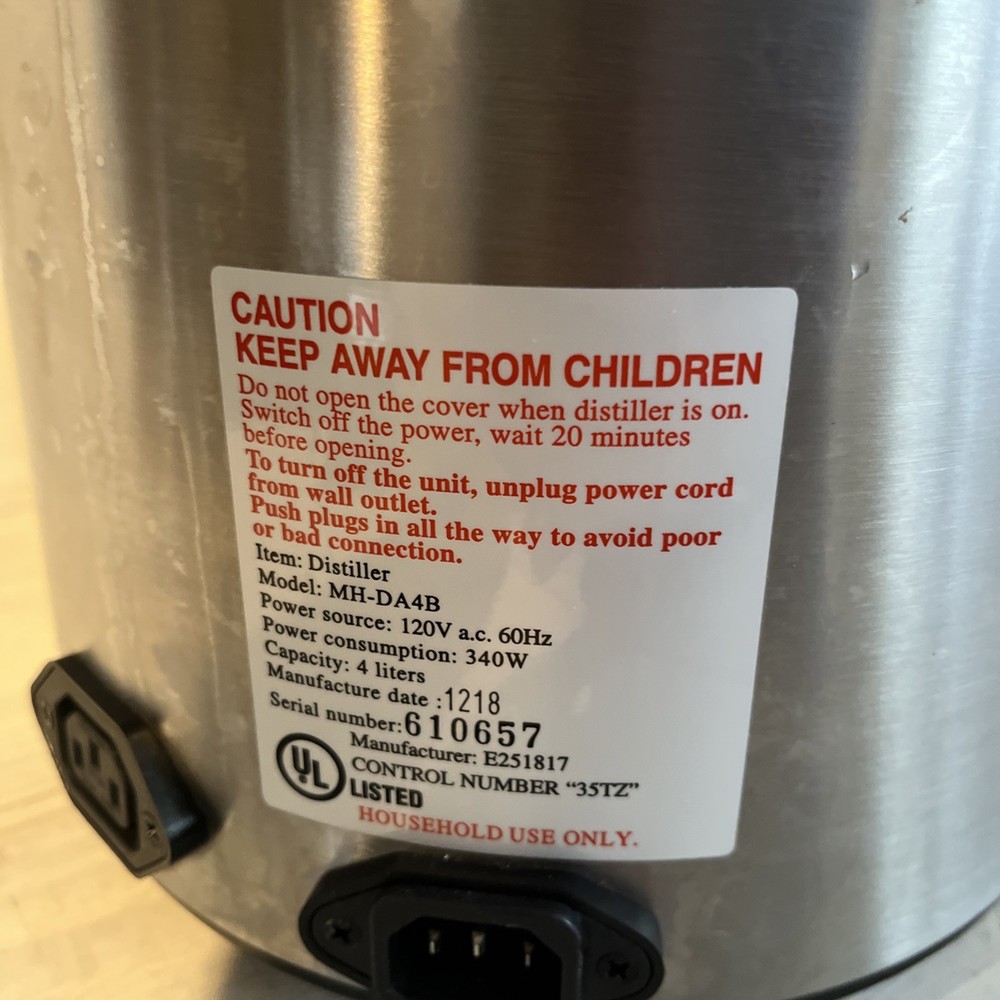 CAUTION
KEEP AWAY FROM CHILDREN
Do not open the cover when distiller is on.
Switch off the power, wait 20 minutes
before opening.
To turn off the unit, unplug power cord
from wall outlet.
Push plugs in all the way to avoid poor
or bad connection.
Item: Distiller
Model: MH-DA4B
Power source: 120V a.c. 60Hz
Power consumption: 340W
Capacity: 4 liters
Manufacture date :1218
Serial number:610657
Manufacturer: E251817
UL CONTROL NUMBER “35TZ”
LISTED
HOUSEHOLD USE ONLY.